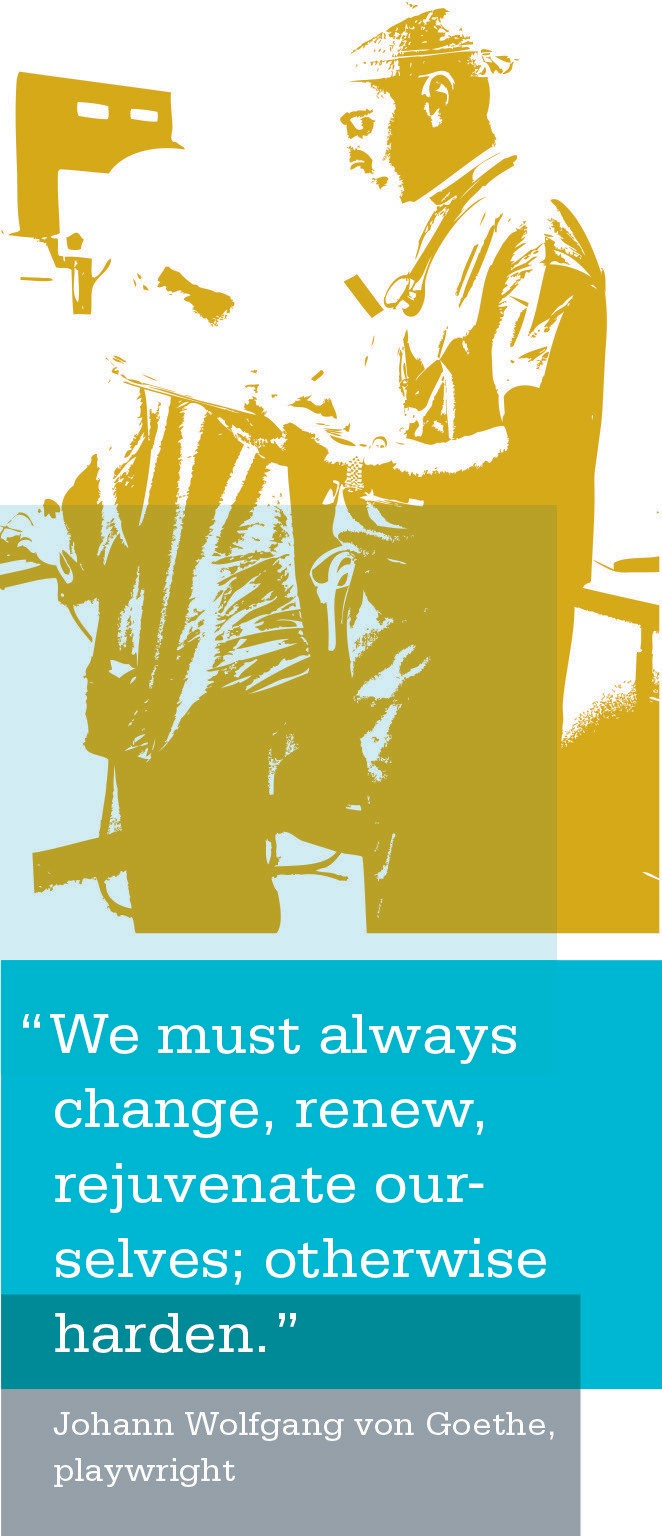 “We must always
change, renew,
rejuvenate our-
selves; otherwise
harden.”
Johann Wolfgang von Goethe,
playwright